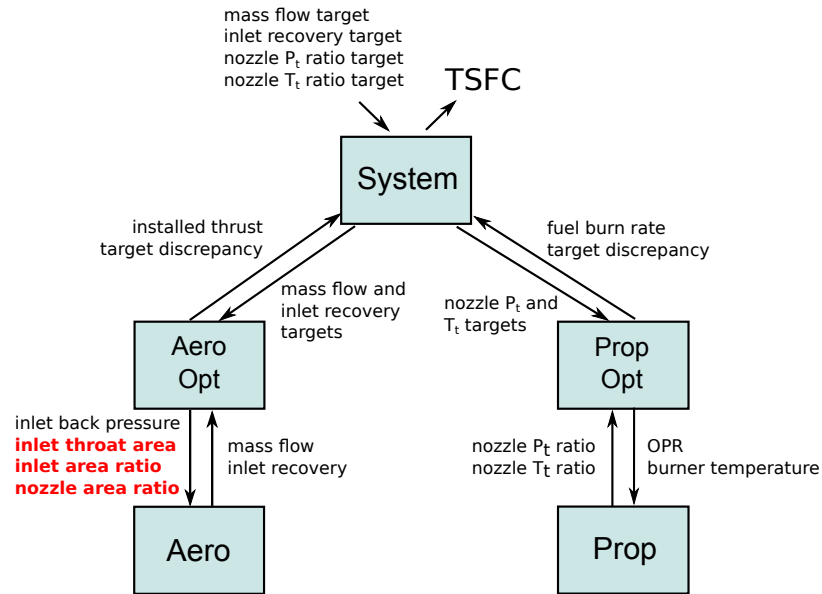 mass flow target
inlet recovery target
nozzle Pt ratio target
nozzle Tt ratio target
TSFC
System
installed thrust
target discrepancy
fuel burn rate
target discrepancy
mass flow and
inlet recovery
targets
nozzle Pt and
Tt targets
Aero
Opt
Prop
Opt
inlet back pressure
inlet throat area
inlet area ratio
nozzle area ratio
mass flow
inlet recovery
nozzle Pt ratio
nozzle Tt ratio
OPR
burner temperature
Aero
Prop